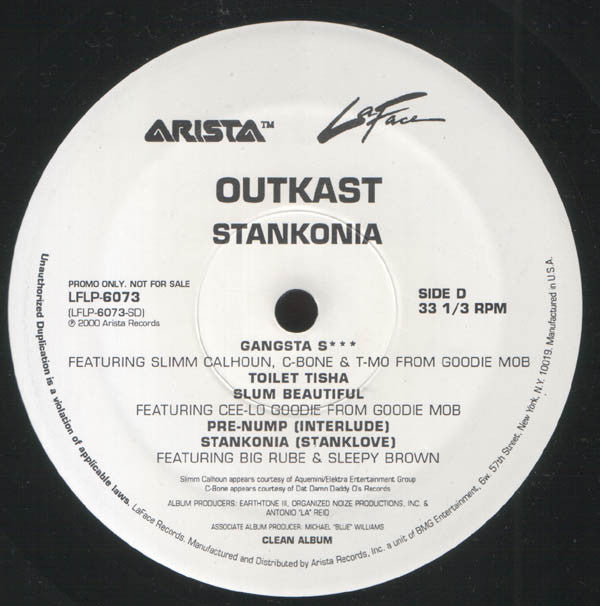 ARISTA™
LaFace
OUTKAST
STANKONIA
PROMO ONLY. NOT FOR SALE
LFLP-6073
(LFLP-6073-SD)
℗ 2000 Arista Records
SIDE D
33 1/3 RPM
GANGSTA S***
FEATURING SLIMM CALHOUN, C-BONE & T-MO FROM GOODIE MOB
TOILET TISHA
SLUM BEAUTIFUL
FEATURING CEE-LO GOODIE FROM GOODIE MOB
PRE-NUMP (INTERLUDE)
STANKONIA (STANKLOVE)
FEATURING BIG RUBE & SLEEPY BROWN
Slimm Calhoun appears courtesy of Aquemini/Elektra Entertainment Group
C-Bone appears courtesy of Dat Damn Daddy O's Records
ALBUM PRODUCERS: EARTHTONE III, ORGANIZED NOIZE PRODUCTIONS, INC. &
ANTONIO "LA" REID
ASSOCIATE ALBUM PRODUCER: MICHAEL "BLUE" WILLIAMS
CLEAN ALBUM
Unauthorized Duplication is a violation of applicable laws. LaFace Records. Manufactured and Distributed by Arista Records, Inc. a unit of BMG Entertainment, 6w. 57th Street, New York, N.Y. 10019. Manufactured in U.S.A.